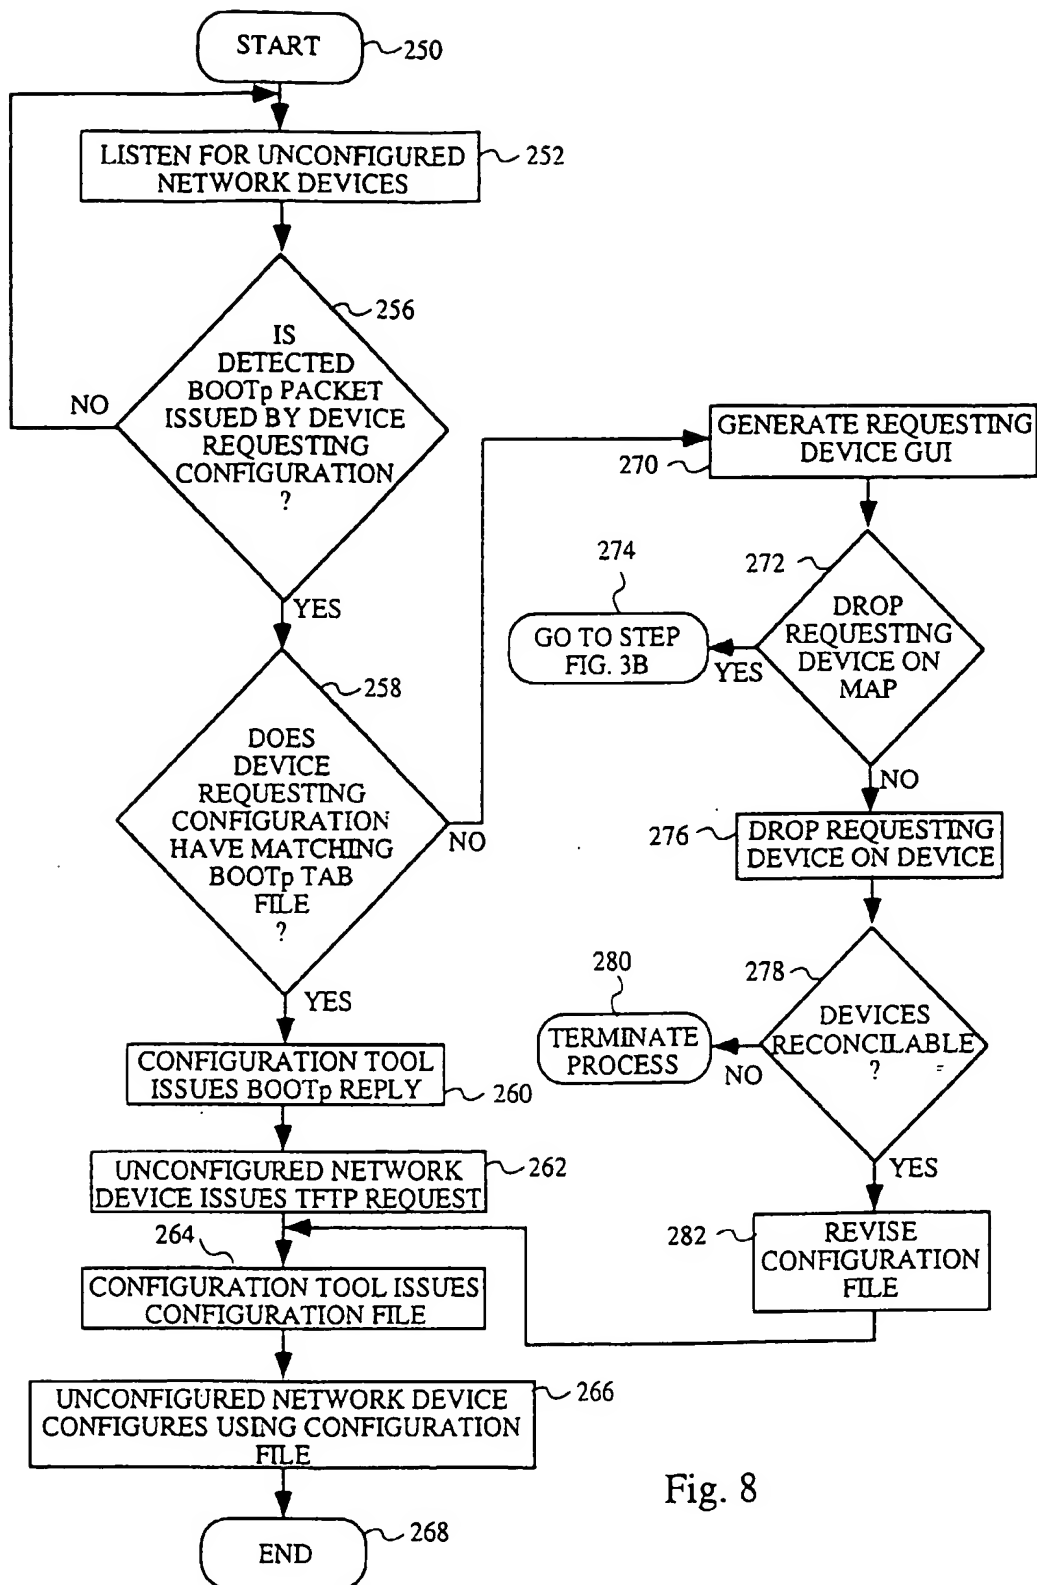 START
250
LISTEN FOR UNCONFIGURED
NETWORK DEVICES
252
256
IS
DETECTED
BOOTp PACKET
ISSUED BY DEVICE
REQUESTING
CONFIGURATION
?
NO
YES
258
DOES
DEVICE
REQUESTING
CONFIGURATION
HAVE MATCHING
BOOTp TAB
FILE
?
NO
YES
CONFIGURATION TOOL
ISSUES BOOTp REPLY
260
UNCONFIGURED NETWORK
DEVICE ISSUES TFTP REQUEST
262
264
CONFIGURATION TOOL ISSUES
CONFIGURATION FILE
UNCONFIGURED NETWORK DEVICE
CONFIGURES USING CONFIGURATION
FILE
266
END
268
GENERATE REQUESTING
DEVICE GUI
270
272
DROP
REQUESTING
DEVICE ON
MAP
YES
274
GO TO STEP
FIG. 3B
NO
276
DROP REQUESTING
DEVICE ON DEVICE
278
DEVICES
RECONCILABLE
?
NO
280
TERMINATE
PROCESS
YES
282
REVISE
CONFIGURATION
FILE
Fig. 8